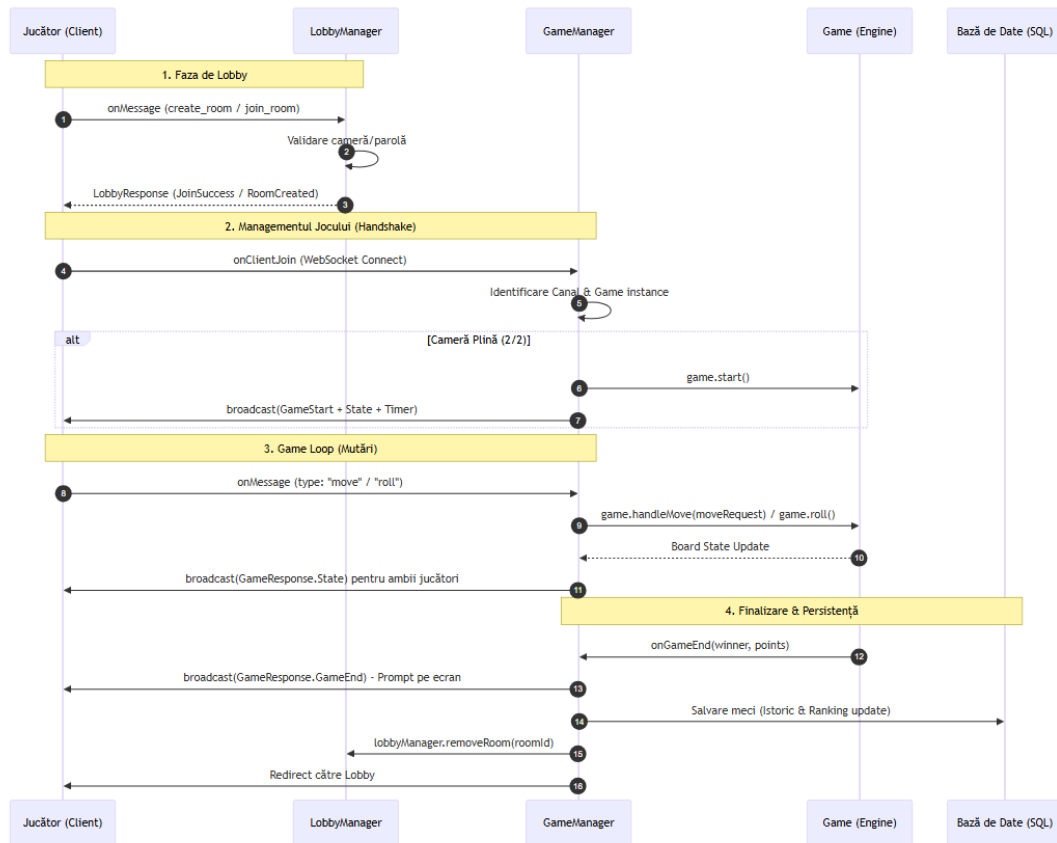 Jucător (Client)
LobbyManager
GameManager
Game (Engine)
Bază de Date (SQL)
1. Faza de Lobby
onMessage (create_room / join_room)
1
Validare cameră/parolă
2
LobbyResponse (JoinSuccess / RoomCreated)
3
2. Managementul Jocului (Handshake)
onClientJoin (WebSocket Connect)
4
Identificare Canal & Game instance
5
alt
[Cameră Plină (2/2)]
game.start()
6
broadcast(GameStart + State + Timer)
7
3. Game Loop (Mutări)
onMessage (type: "move" / "roll")
8
game.handleMove(moveRequest) / game.roll()
9
Board State Update
10
broadcast(GameResponse.State) pentru ambii jucători
11
4. Finalizare & Persistență
onGameEnd(winner, points)
12
broadcast(GameResponse.GameEnd) - Prompt pe ecran
13
Salvare meci (Istoric & Ranking update)
14
lobbyManager.removeRoom(roomId)
15
Redirect către Lobby
16
Jucător (Client)
LobbyManager
GameManager
Game (Engine)
Bază de Date (SQL)